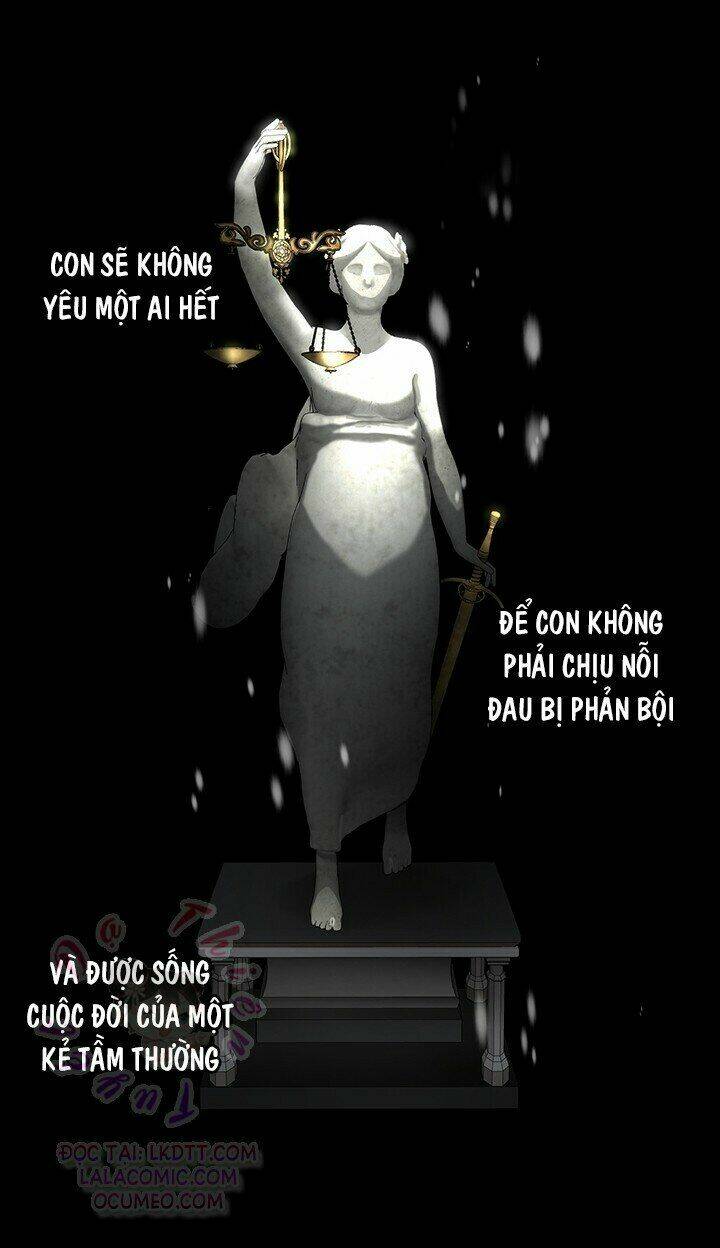 CON SẼ KHÔNG
YÊU MỘT AI HẾT
ĐỂ CON KHÔNG
PHẢI CHỊU NỖI
ĐAU BỊ PHẢN BỘI
VÀ ĐƯỢC SỐNG
CUỘC ĐỜI CỦA MỘT
KẺ TẦM THƯỜNG
ĐỌC TẠI: LKDTT.COM
LALACOMIC.COM
OCUMEO.COM